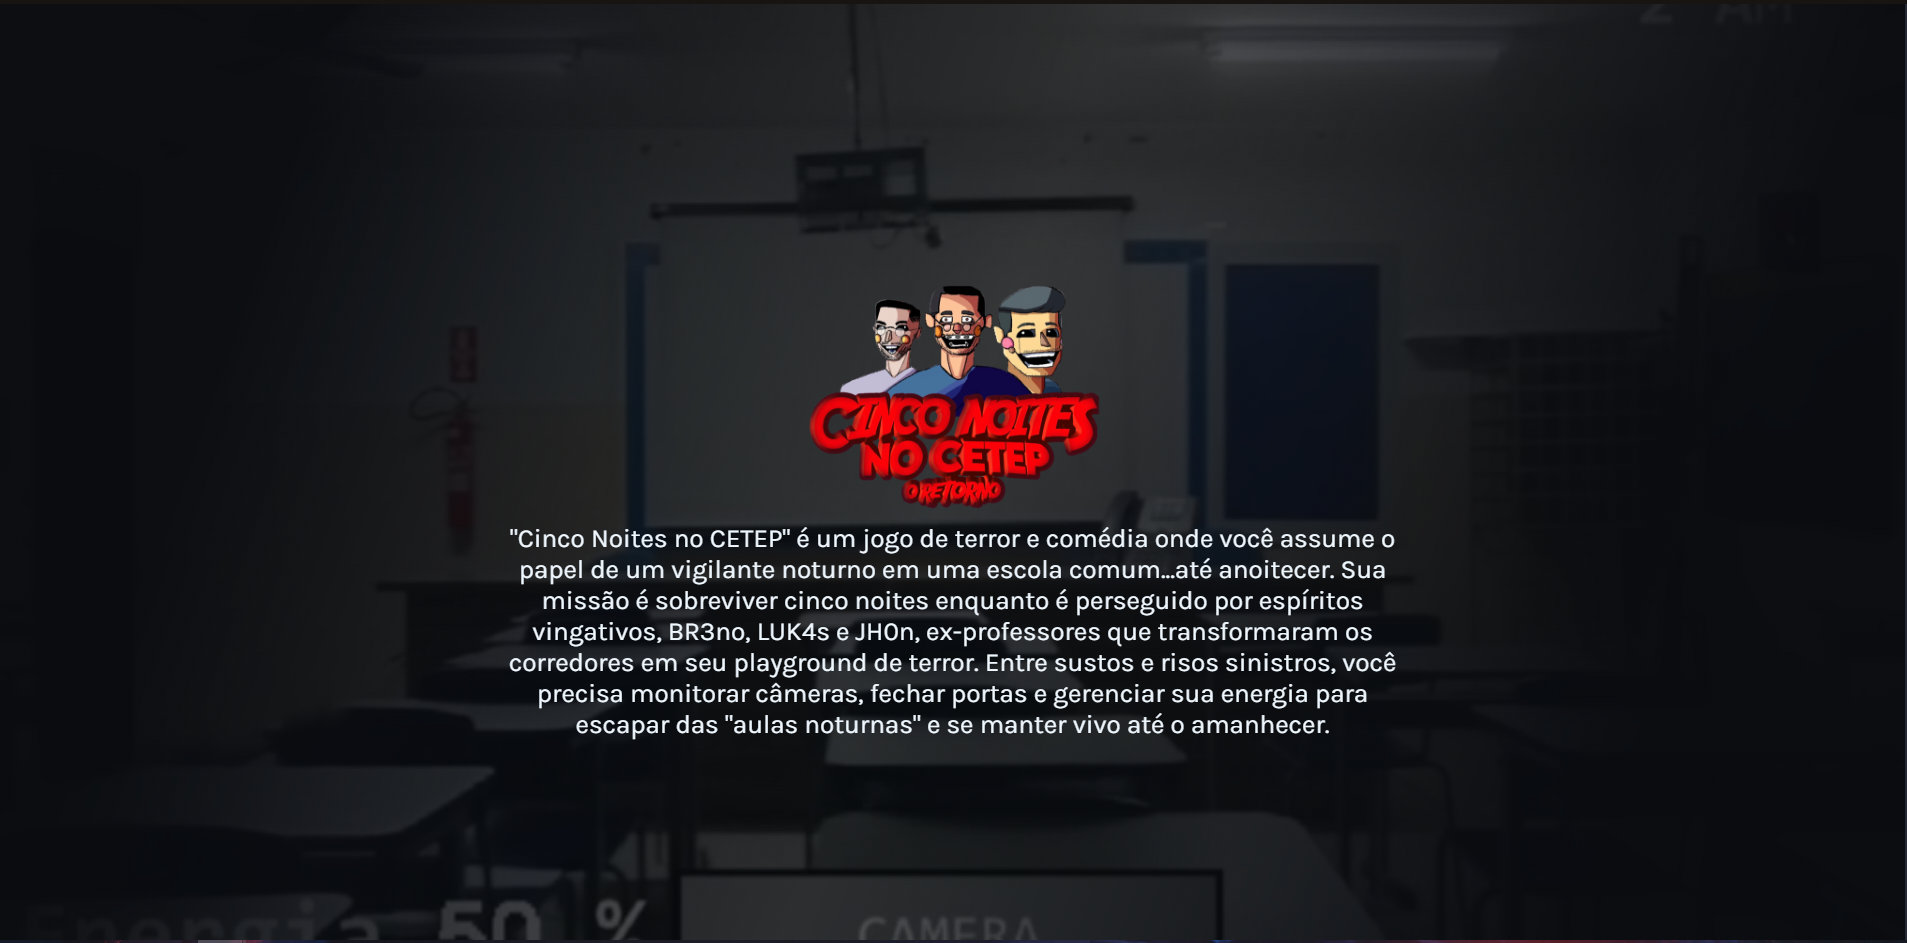 2 AM
CINCO NOITES
NO CETEP
O RETORNO
"Cinco Noites no CETEP" é um jogo de terror e comédia onde você assume o
papel de um vigilante noturno em uma escola comum...até anoitecer. Sua
missão é sobreviver cinco noites enquanto é perseguido por espíritos
vingativos, BR3no, LUK4s e JH0n, ex-professores que transformaram os
corredores em seu playground de terror. Entre sustos e risos sinistros, você
precisa monitorar câmeras, fechar portas e gerenciar sua energia para
escapar das "aulas noturnas" e se manter vivo até o amanhecer.
Energia 50 %
CAMERA